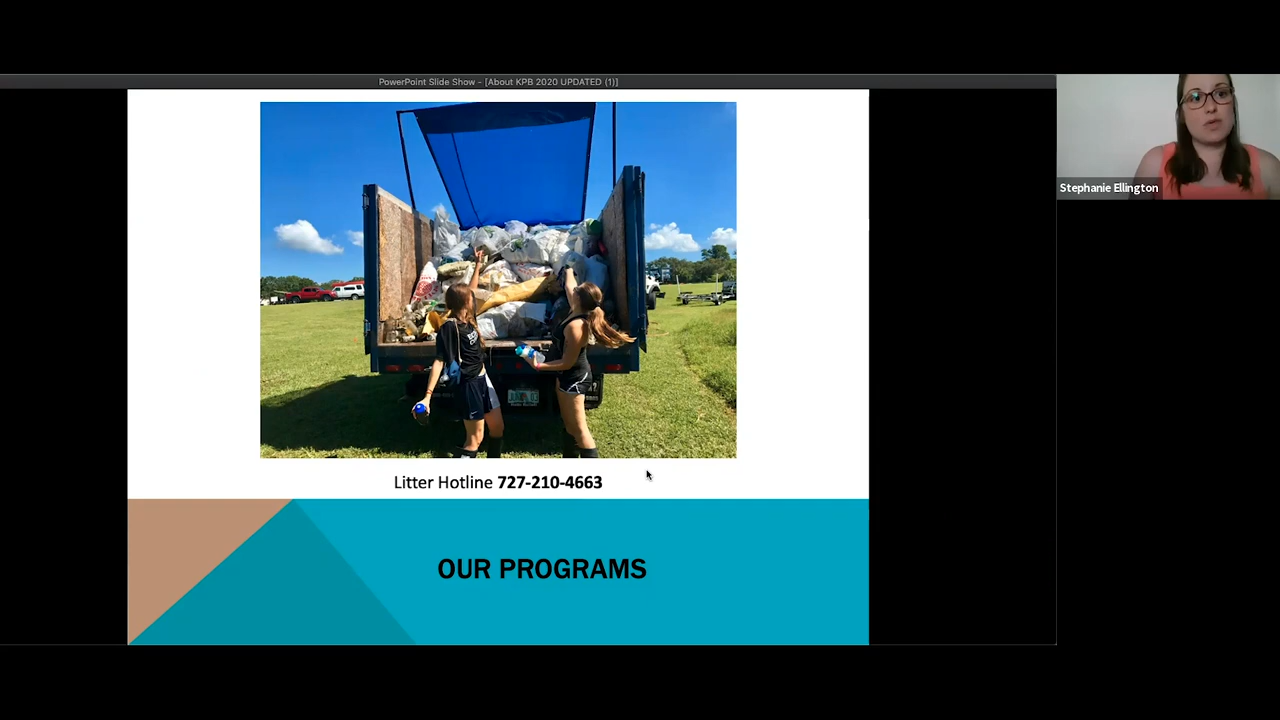 PowerPoint Slide Show - [About KPB 2020 UPDATED (1)]
Stephanie Ellington
Litter Hotline 727-210-4663
OUR PROGRAMS